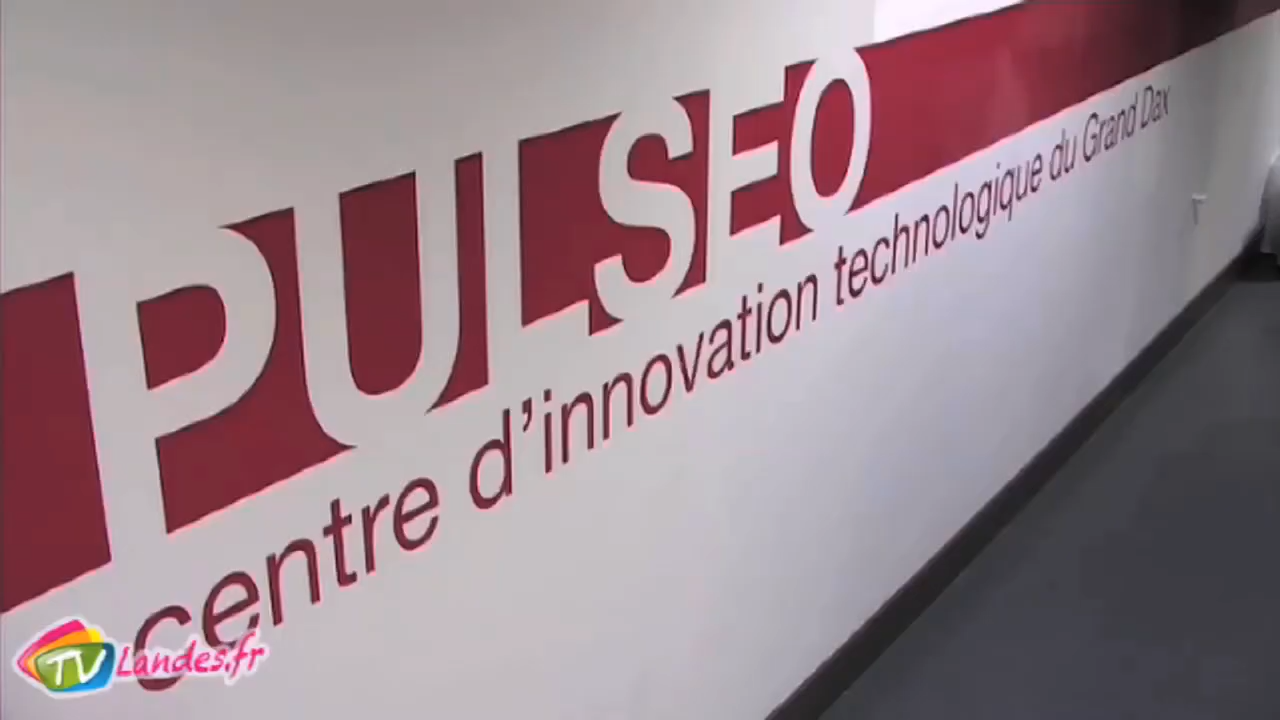 PULSEO
centre d'innovation technologique du Grand Dax
TV Landes.fr